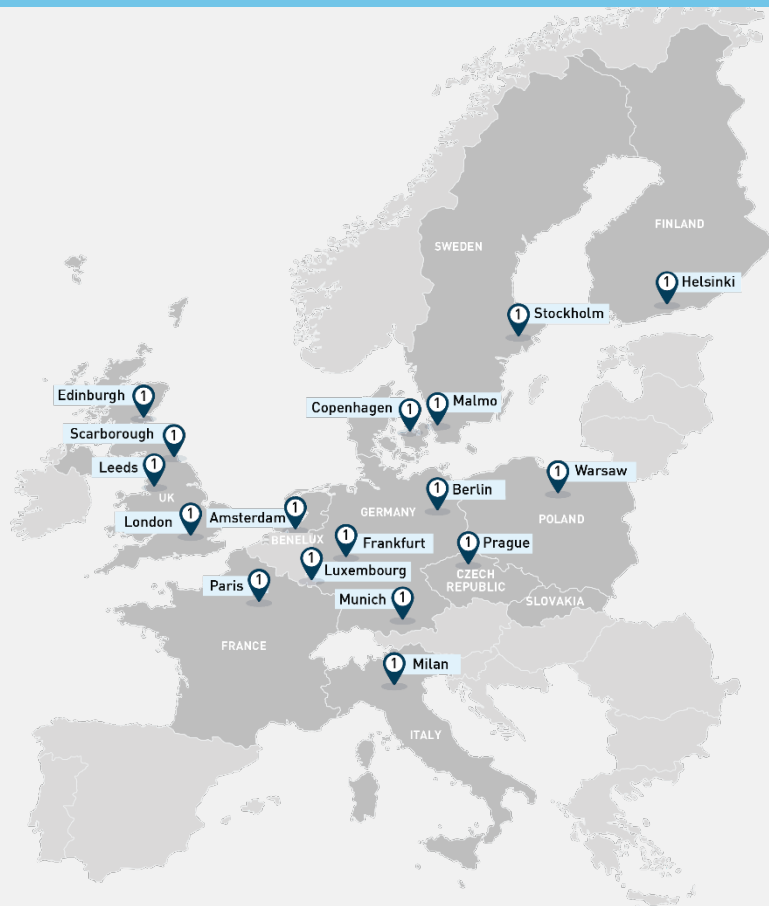 FINLAND
SWEDEN
1 Helsinki
1 Stockholm
Edinburgh 1
Copenhagen 1
1 Malmo
Scarborough 1
Leeds 1
1 Warsaw
UK
1 Berlin
London 1
Amsterdam 1
GERMANY
POLAND
BENELUX
1 Frankfurt
1 Prague
1 Luxembourg
CZECH
REPUBLIC
Paris 1
Munich 1
SLOVAKIA
FRANCE
1 Milan
ITALY